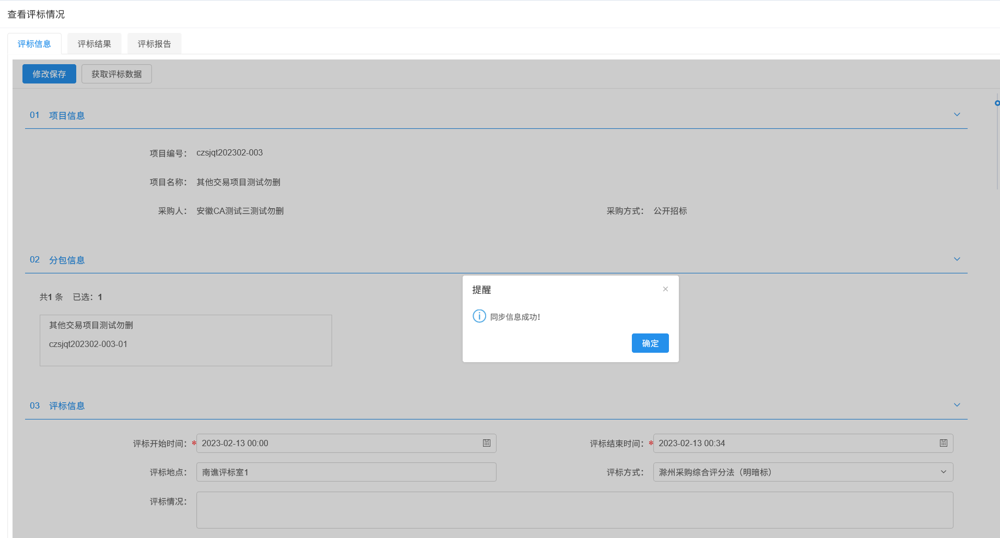 查看评标情况
评标信息 评标结果 评标报告
修改保存 获取评标数据
01 项目信息
项目编号： czsjqt202302-003
项目名称： 其他交易项目测试勿删
采购人： 安徽CA测试三测试勿删 采购方式： 公开招标
02 分包信息
共1 条 已选：1
其他交易项目测试勿删
czsjqt202302-003-01
提醒 ×
同步信息成功！
确定
03 评标信息
评标开始时间：* 2023-02-13 00:00 评标结束时间：* 2023-02-13 00:34
评标地点： 南谯评标室1 评标方式： 滁州采购综合评分法（明暗标）
评标情况：